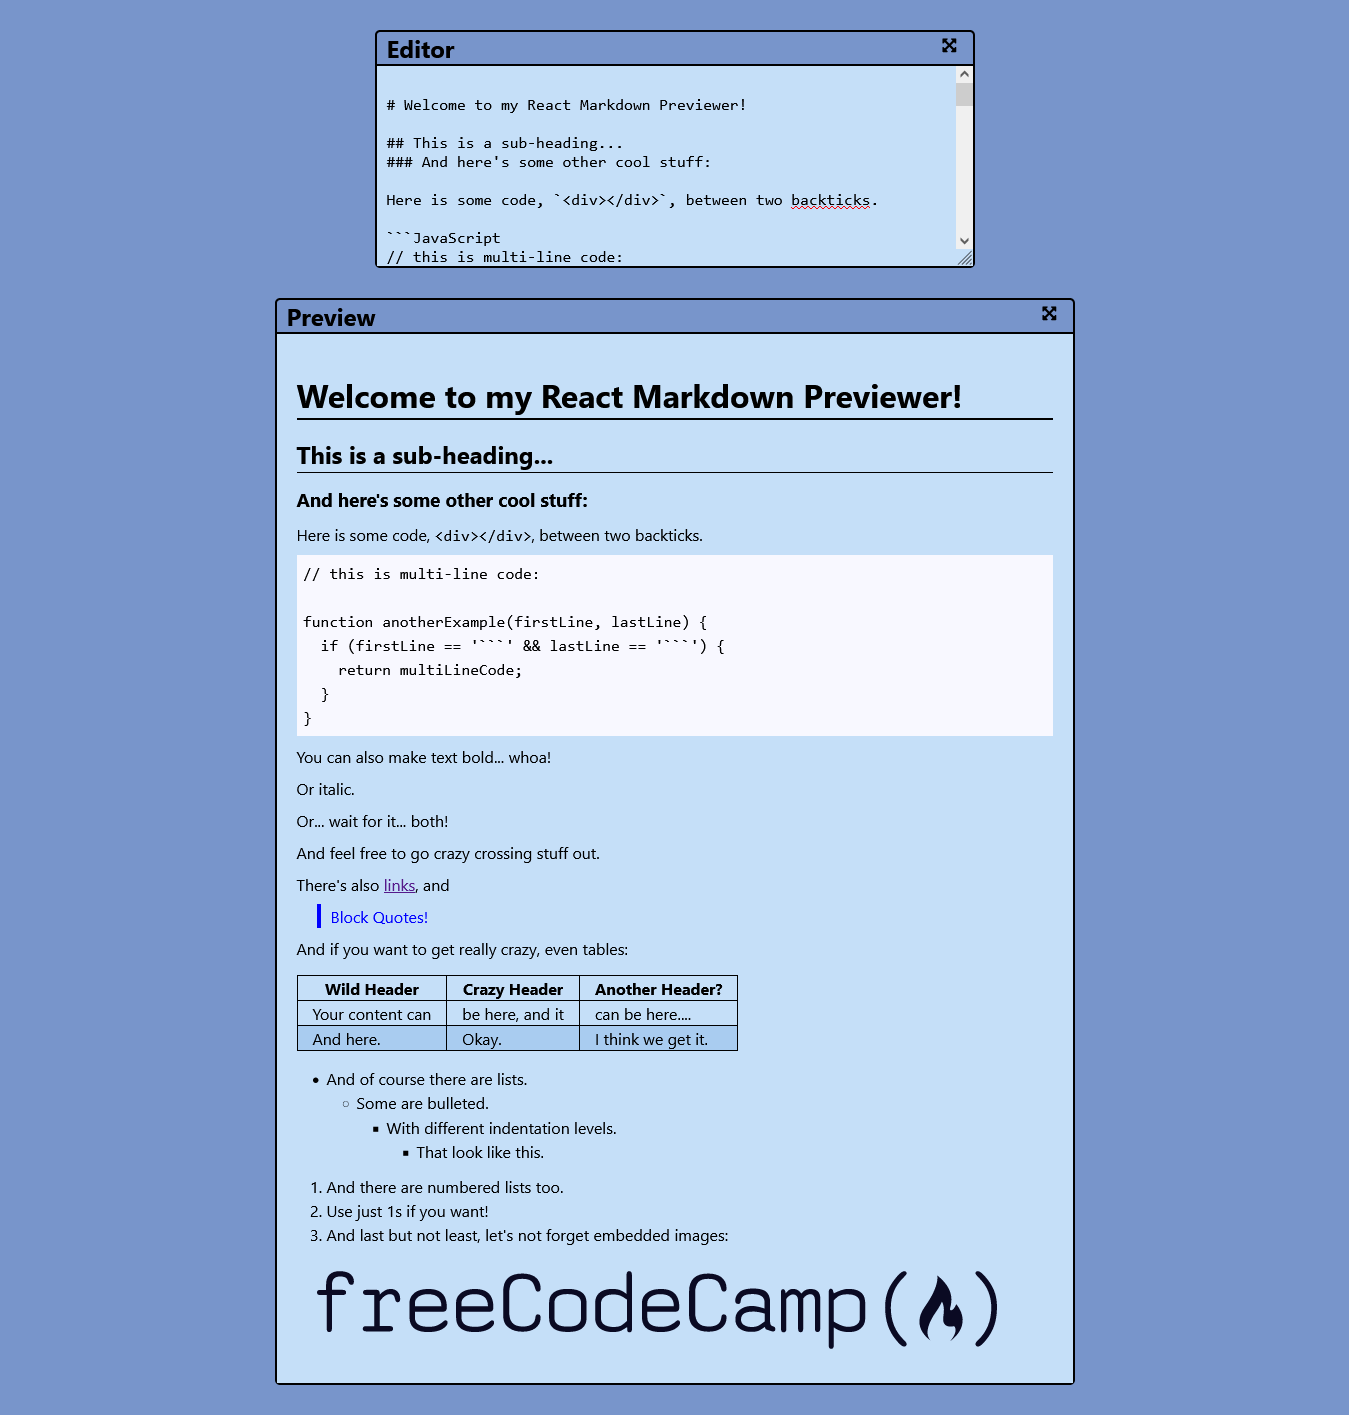 Editor
# Welcome to my React Markdown Previewer!
## This is a sub-heading...
### And here's some other cool stuff:
Here is some code, `<div></div>`, between two backticks.
```JavaScript
// this is multi-line code:
Preview
Welcome to my React Markdown Previewer!
This is a sub-heading...
And here's some other cool stuff:
Here is some code, <div></div>, between two backticks.
// this is multi-line code:
function anotherExample(firstLine, lastLine) {
  if (firstLine == '```' && lastLine == '```') {
    return multiLineCode;
  }
}
You can also make text bold... whoa!
Or italic.
Or... wait for it... both!
And feel free to go crazy crossing stuff out.
There's also links, and
Block Quotes!
And if you want to get really crazy, even tables:
Wild Header Crazy Header Another Header?
Your content can be here, and it can be here....
And here. Okay. I think we get it.
And of course there are lists.
Some are bulleted.
With different indentation levels.
That look like this.
1. And there are numbered lists too.
2. Use just 1s if you want!
3. And last but not least, let's not forget embedded images:
freeCodeCamp